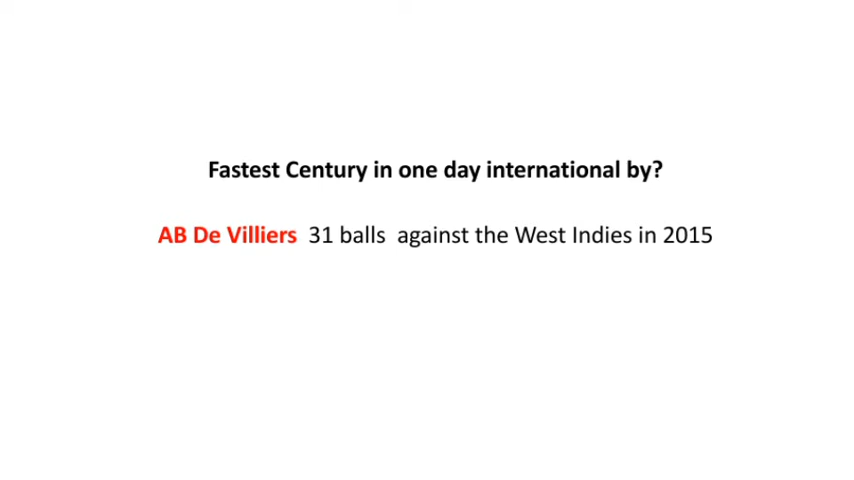 Fastest Century in one day international by?
AB De Villiers 31 balls against the West Indies in 2015